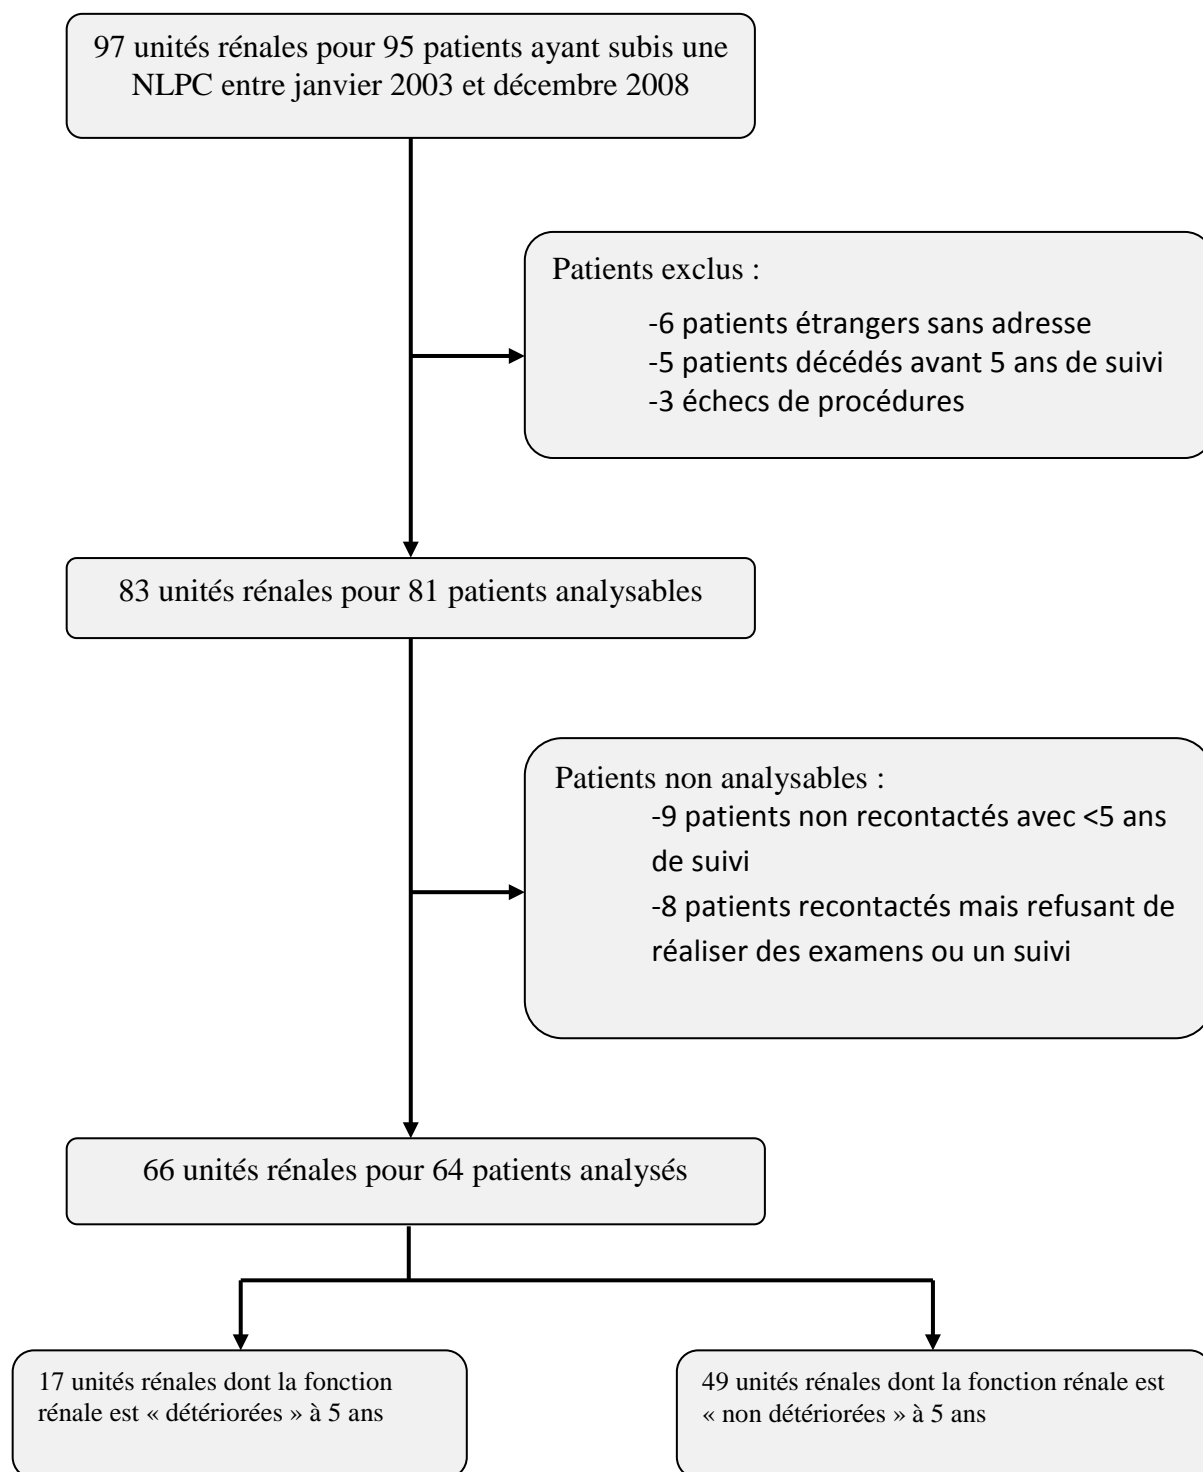 97 unités rénales pour 95 patients ayant subis une
NLPC entre janvier 2003 et décembre 2008
Patients exclus :
-6 patients étrangers sans adresse
-5 patients décédés avant 5 ans de suivi
-3 échecs de procédures
83 unités rénales pour 81 patients analysables
Patients non analysables :
-9 patients non recontactés avec <5 ans
de suivi
-8 patients recontactés mais refusant de
réaliser des examens ou un suivi
66 unités rénales pour 64 patients analysés
17 unités rénales dont la fonction
rénale est « détériorées » à 5 ans
49 unités rénales dont la fonction rénale est
« non détériorées » à 5 ans